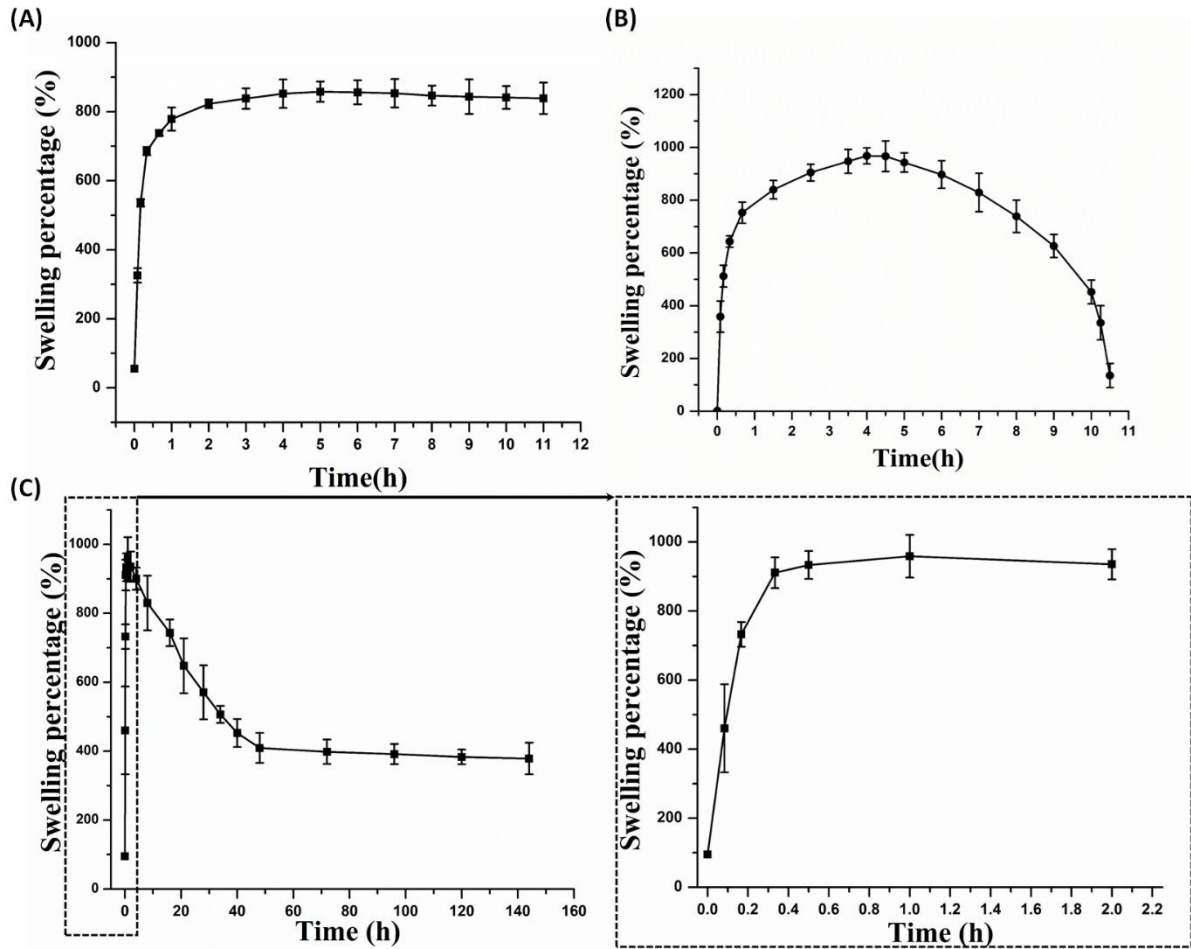 (A)
1000
800
600
400
200
0
Swelling percentage (%)
0 1 2 3 4 5 6 7 8 9 10 11 12
Time(h)
(B)
1200
1000
800
600
400
200
0
Swelling percentage (%)
0 1 2 3 4 5 6 7 8 9 10 11
Time(h)
(C)
1000
800
600
400
200
0
Swelling percentage (%)
0 20 40 60 80 100 120 140 160
Time (h)
1000
800
600
400
200
0
Swelling percentage (%)
0.0 0.2 0.4 0.6 0.8 1.0 1.2 1.4 1.6 1.8 2.0 2.2
Time (h)